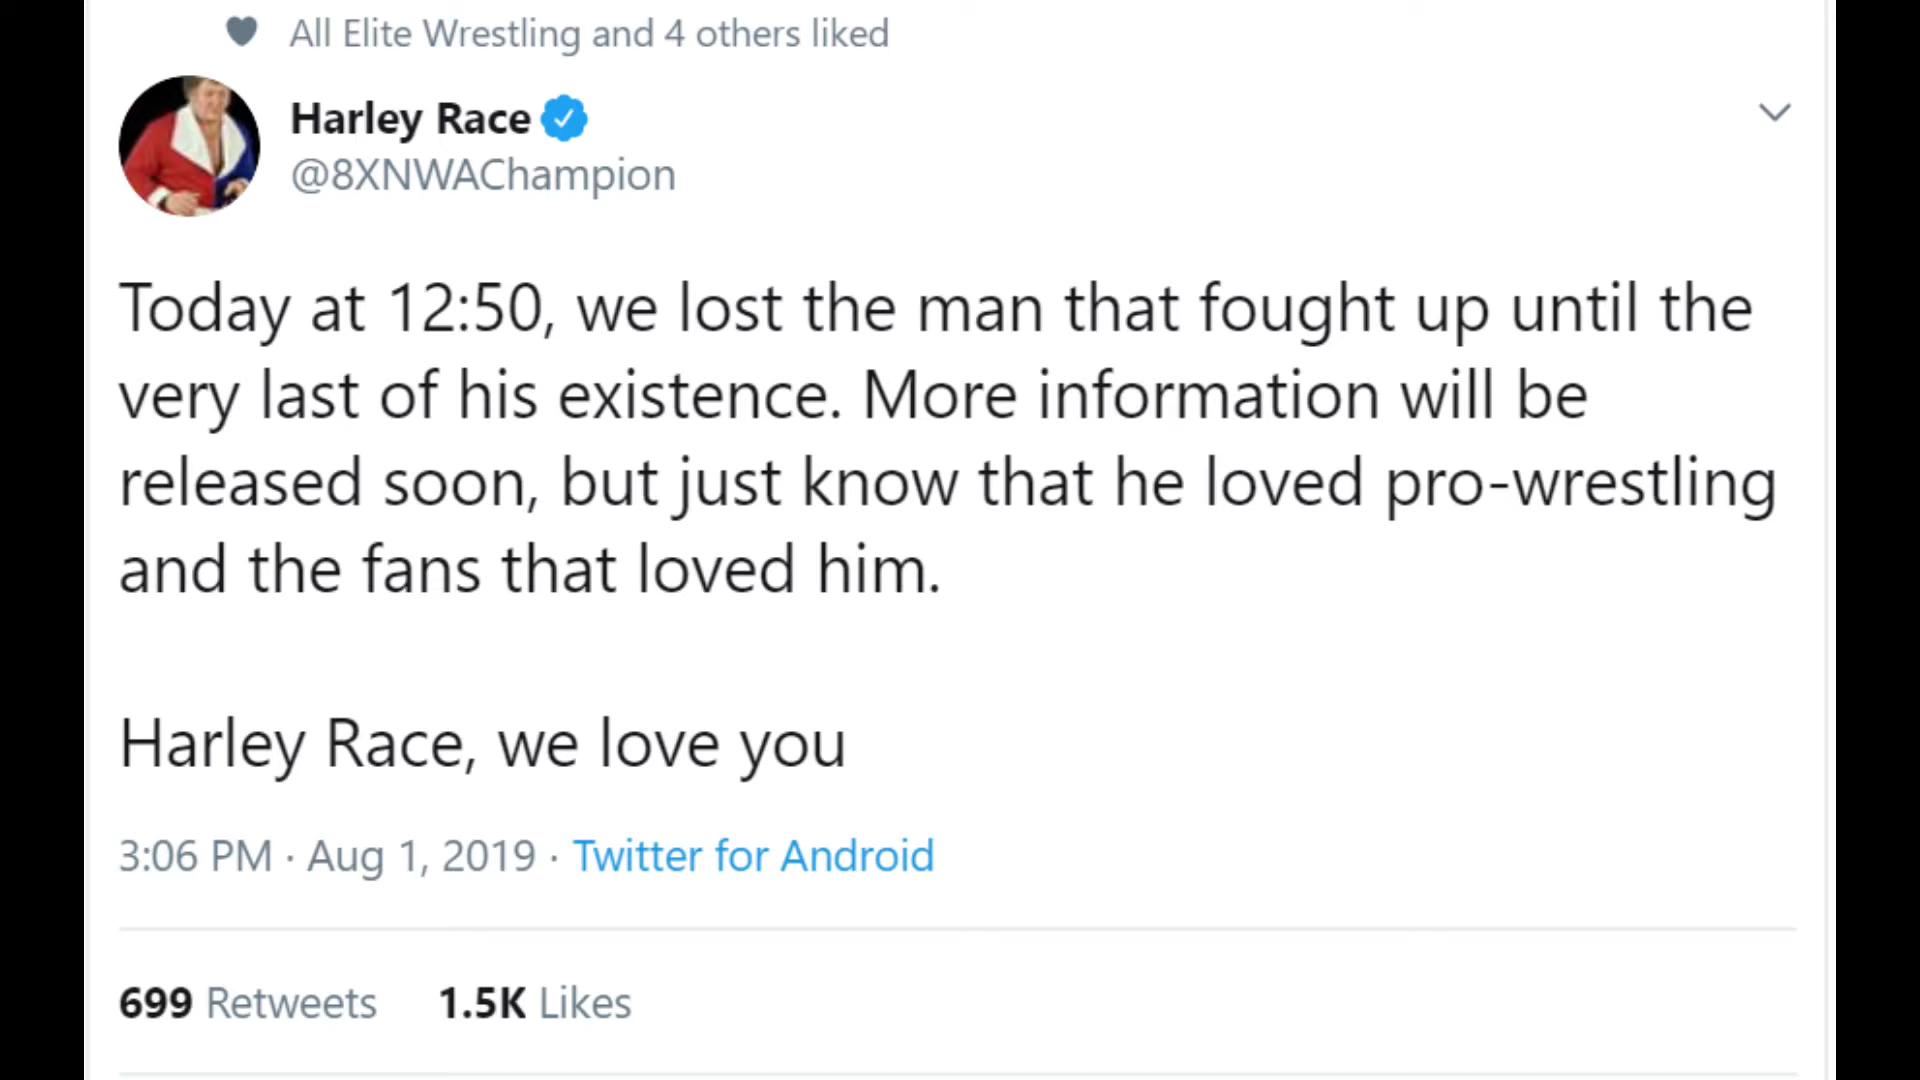 All Elite Wrestling and 4 others liked
Harley Race
@8XNWAChampion
Today at 12:50, we lost the man that fought up until the
very last of his existence. More information will be
released soon, but just know that he loved pro-wrestling
and the fans that loved him.
Harley Race, we love you
3:06 PM · Aug 1, 2019 · Twitter for Android
699 Retweets 1.5K Likes